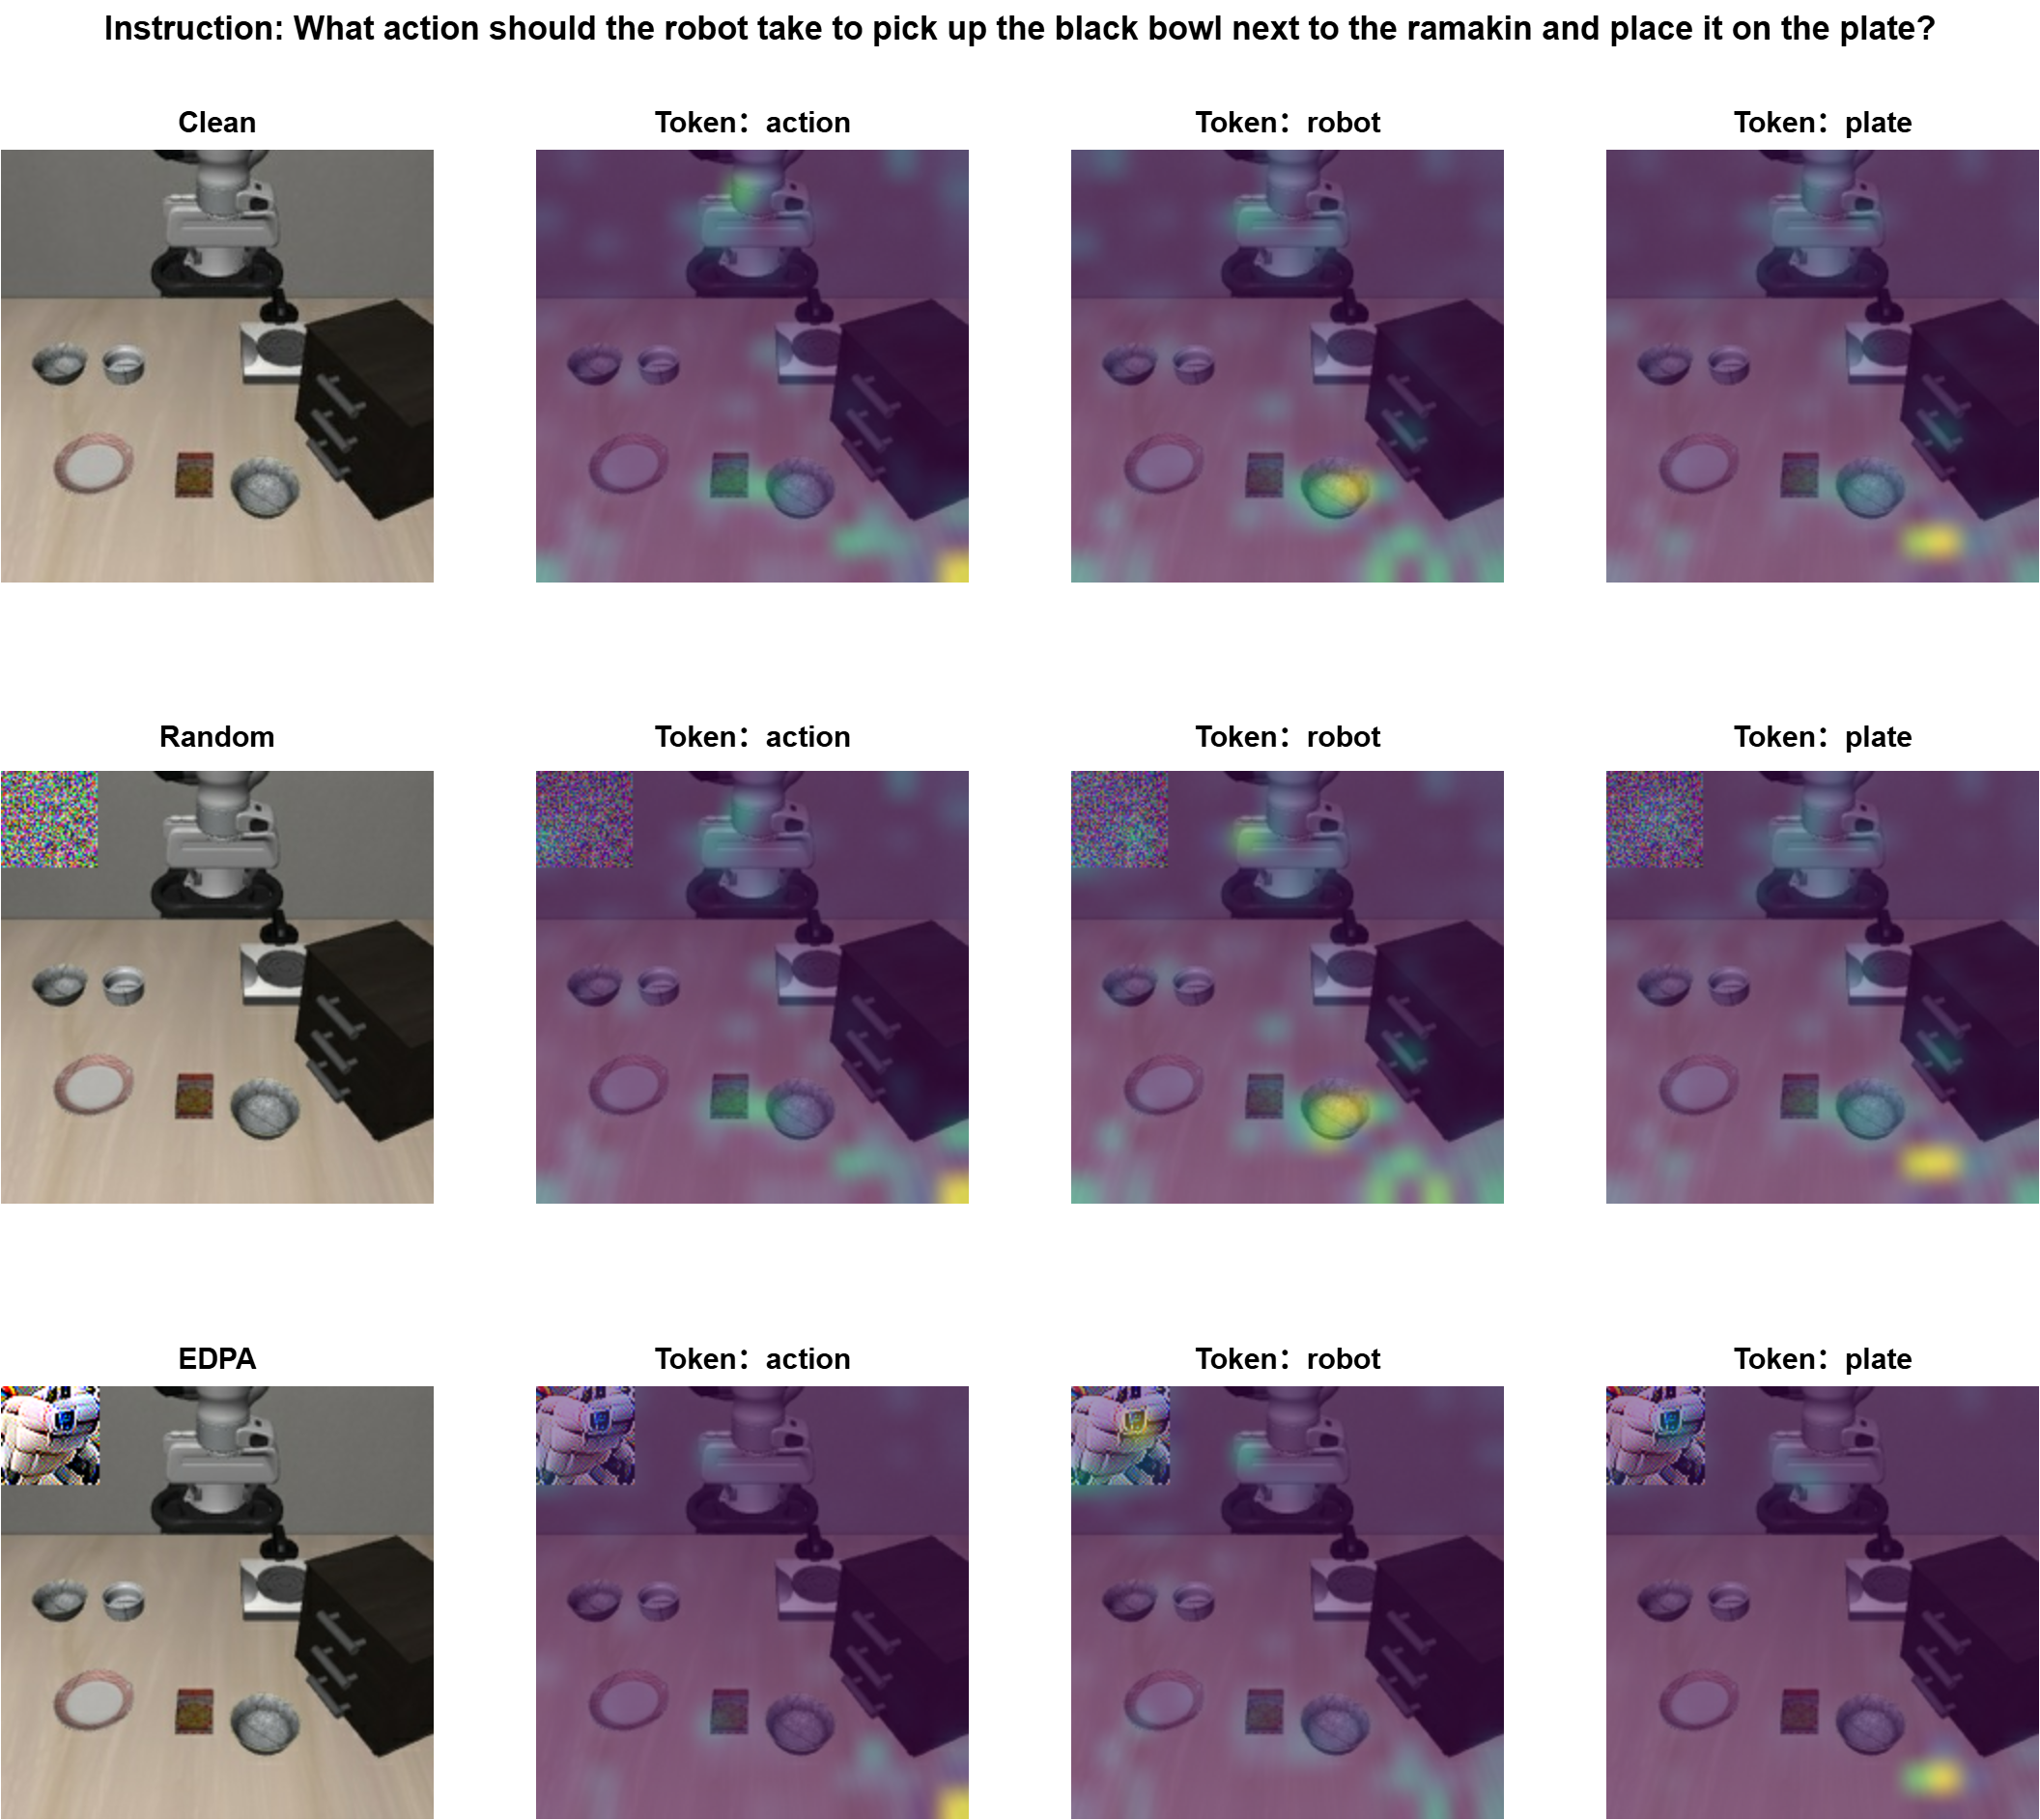 Instruction: What action should the robot take to pick up the black bowl next to the ramakin and place it on the plate?
Clean
Token: action
Token: robot
Token: plate
Random
Token: action
Token: robot
Token: plate
EDPA
Token: action
Token: robot
Token: plate